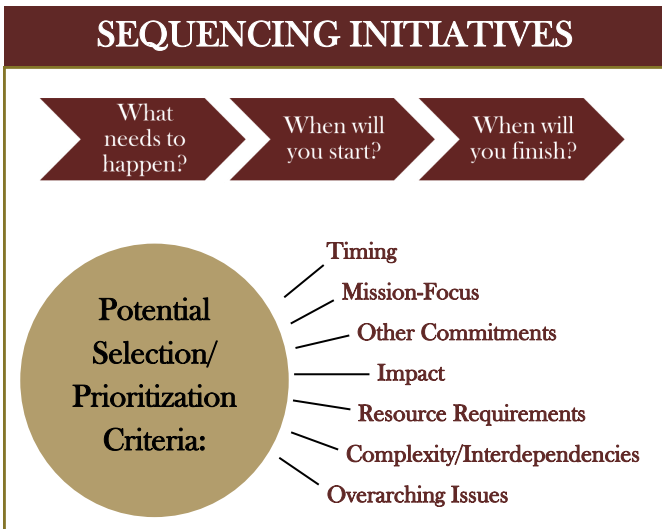 SEQUENCING INITIATIVES
What
needs to
happen?
When will
you start?
When will
you finish?
Potential
Selection/
Prioritization
Criteria:
Timing
Mission-Focus
Other Commitments
Impact
Resource Requirements
Complexity/Interdependencies
Overarching Issues